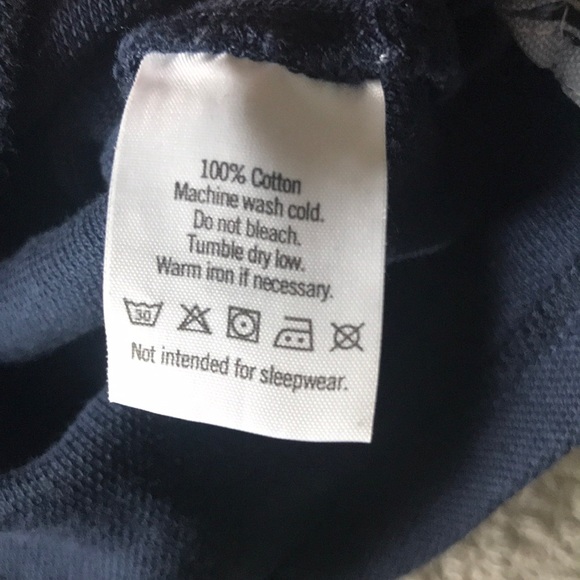 100% Cotton
Machine wash cold.
Do not bleach.
Tumble dry low.
Warm iron if necessary.
30
Not intended for sleepwear.